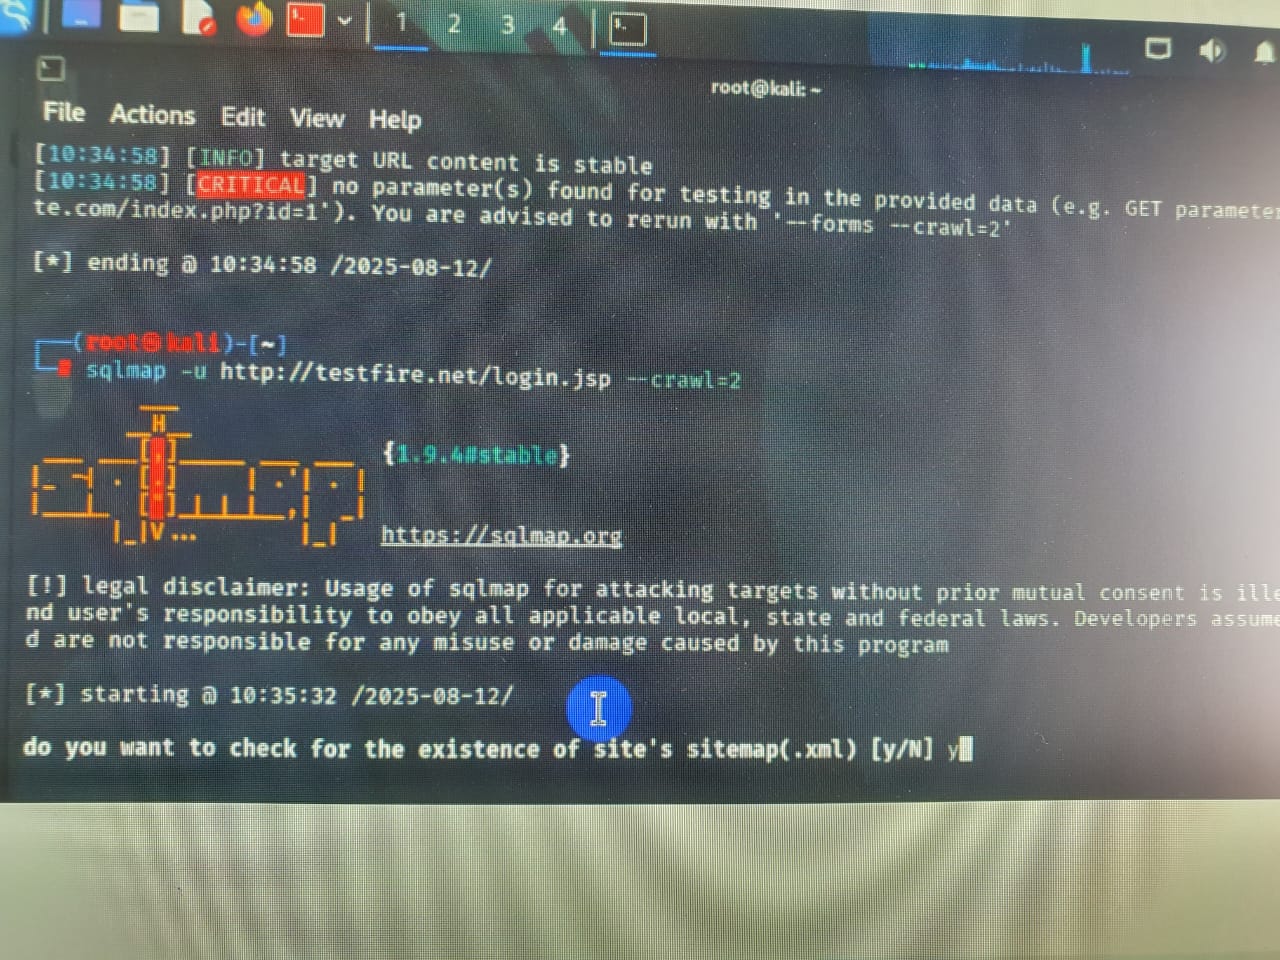 1 2 3 4
root@kali: ~
File Actions Edit View Help
[10:34:58] [INFO] target URL content is stable
[10:34:58] [CRITICAL] no parameter(s) found for testing in the provided data (e.g. GET parameter
te.com/index.php?id=1'). You are advised to rerun with '--forms --crawl=2'
[*] ending @ 10:34:58 /2025-08-12/
(root@kali)-[~]
sqlmap -u http://testfire.net/login.jsp --crawl=2
{1.9.4#stable}
https://sqlmap.org
[!] legal disclaimer: Usage of sqlmap for attacking targets without prior mutual consent is ille
nd user's responsibility to obey all applicable local, state and federal laws. Developers assume
d are not responsible for any misuse or damage caused by this program
[*] starting @ 10:35:32 /2025-08-12/
do you want to check for the existence of site's sitemap(.xml) [y/N] y